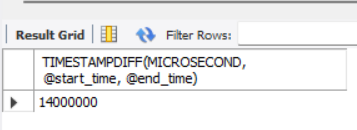 Result Grid
Filter Rows:
TIMESTAMPDIFF(MICROSECOND,
@start_time, @end_time)
14000000